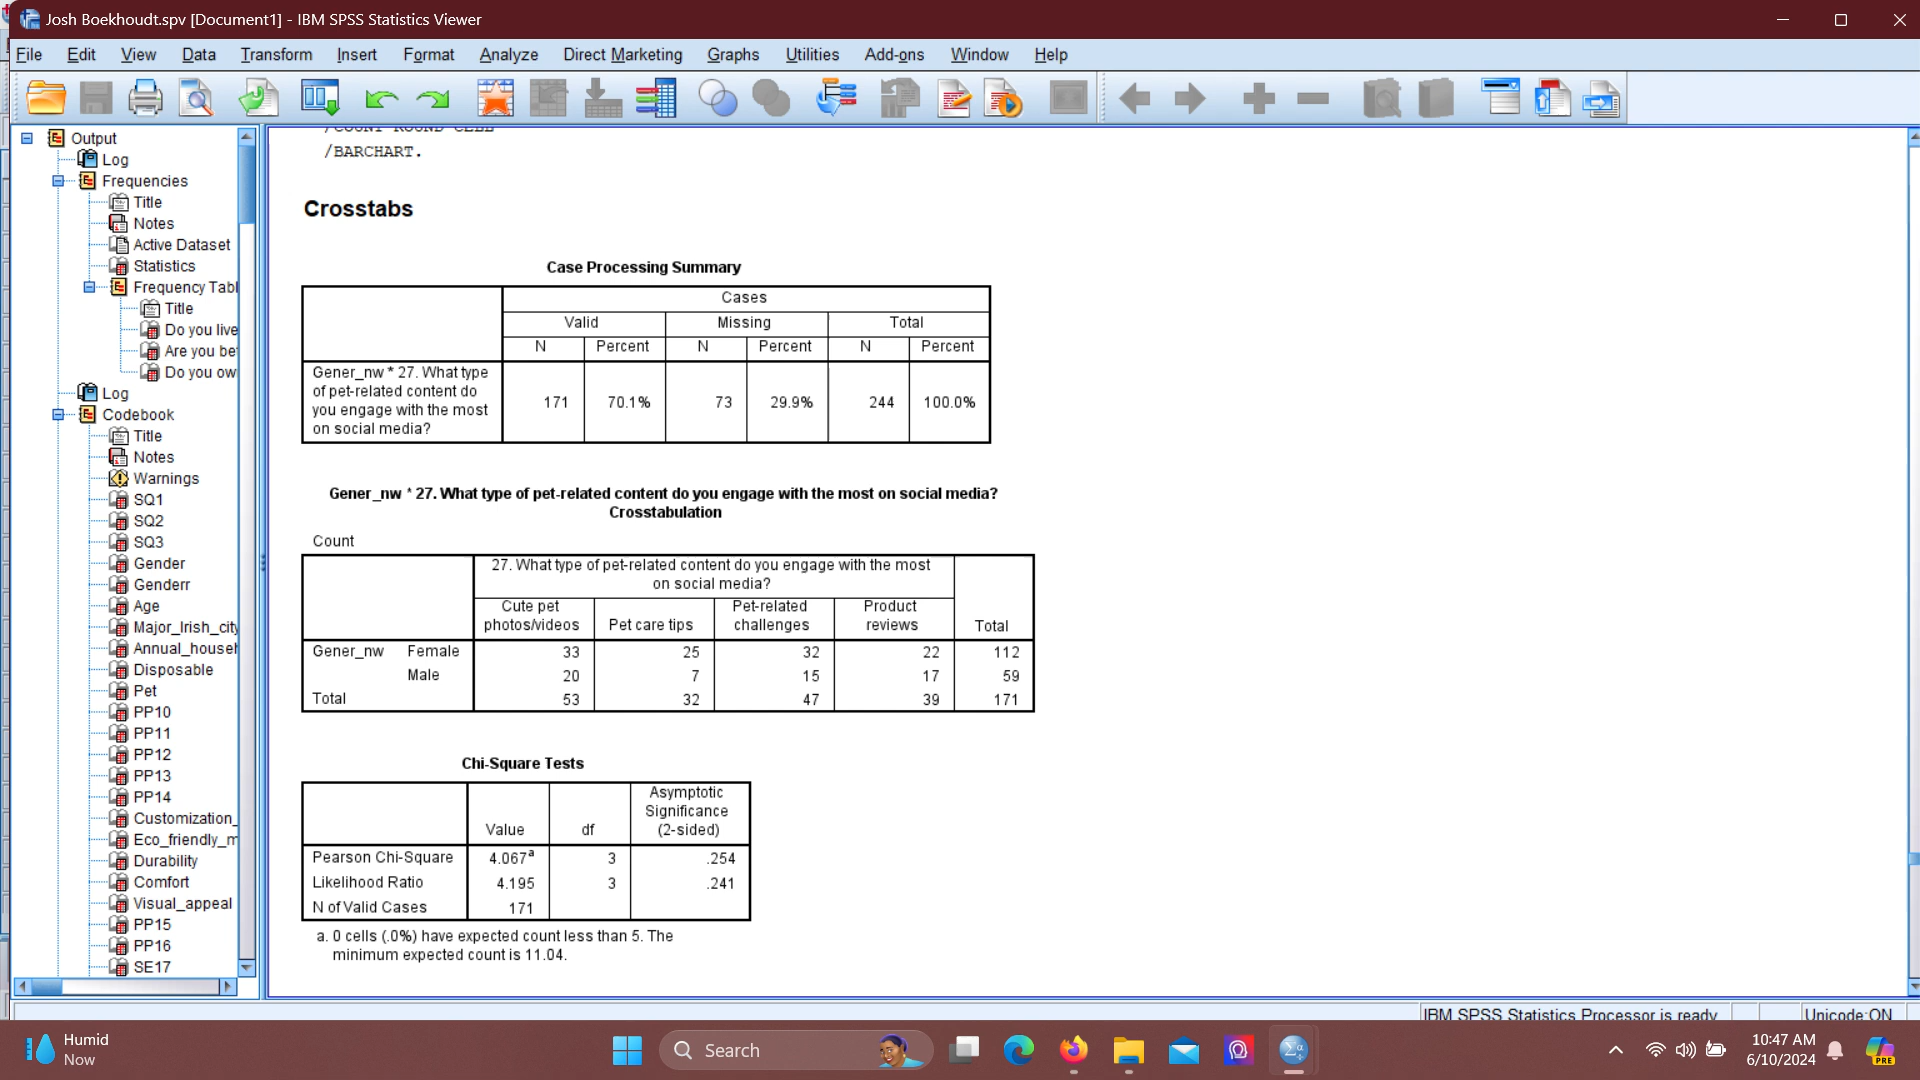 Josh Boekhoudt.spv [Document1] - IBM SPSS Statistics Viewer
File Edit View Data Transform Insert Format Analyze Direct Marketing Graphs Utilities Add-ons Window Help
Output
Log
Frequencies
Title
Notes
Active Dataset
Statistics
Frequency Tabl
Title
Do you live
Are you be
Do you ow
Log
Codebook
Title
Notes
Warnings
SQ1
SQ2
SQ3
Gender
Genderr
Age
Major_Irish_city
Annual_househ
Disposable
Pet
PP10
PP11
PP12
PP13
PP14
Customization_
Eco_friendly_m
Durability
Comfort
Visual_appeal
PP15
PP16
SE17
/COUNT ROUND CELL
/BARCHART.
Crosstabs
Case Processing Summary
Cases
Valid Missing Total
N Percent N Percent N Percent
Gener_nw * 27. What type
of pet-related content do
you engage with the most
on social media?
171 70.1% 73 29.9% 244 100.0%
Gener_nw * 27. What type of pet-related content do you engage with the most on social media?
Crosstabulation
Count
27. What type of pet-related content do you engage with the most
on social media?
Cute pet
photos/videos Pet care tips Pet-related
challenges Product
reviews Total
Gener_nw Female 33 25 32 22 112
Male 20 7 15 17 59
Total 53 32 47 39 171
Chi-Square Tests
Value df Asymptotic
Significance
(2-sided)
Pearson Chi-Square 4.067a 3 .254
Likelihood Ratio 4.195 3 .241
N of Valid Cases 171
a. 0 cells (.0%) have expected count less than 5. The
minimum expected count is 11.04.
IBM SPSS Statistics Processor is ready Unicode:ON
Humid
Now
Search
10:47 AM
6/10/2024
PRE